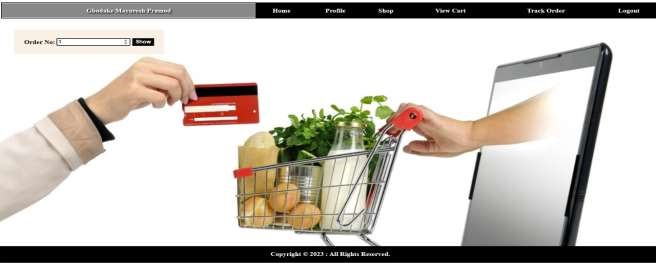 Ghodake Mayuresh Pramod Home Profile Shop View Cart Track Order Logout
Order No: 1 Show
Copyright © 2023 : All Rights Reserved.